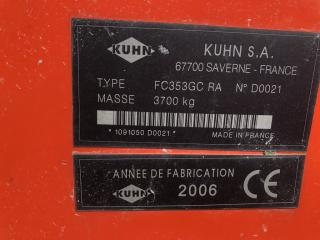 KUHN KUHN S.A.
67700 SAVERNE - FRANCE
TYPE FC353GC RA N° D0021
MASSE 3700 kg
*1091050 D0021* MADE IN FRANCE
ANNÉE DE FABRICATION
KUHN 2006 CE